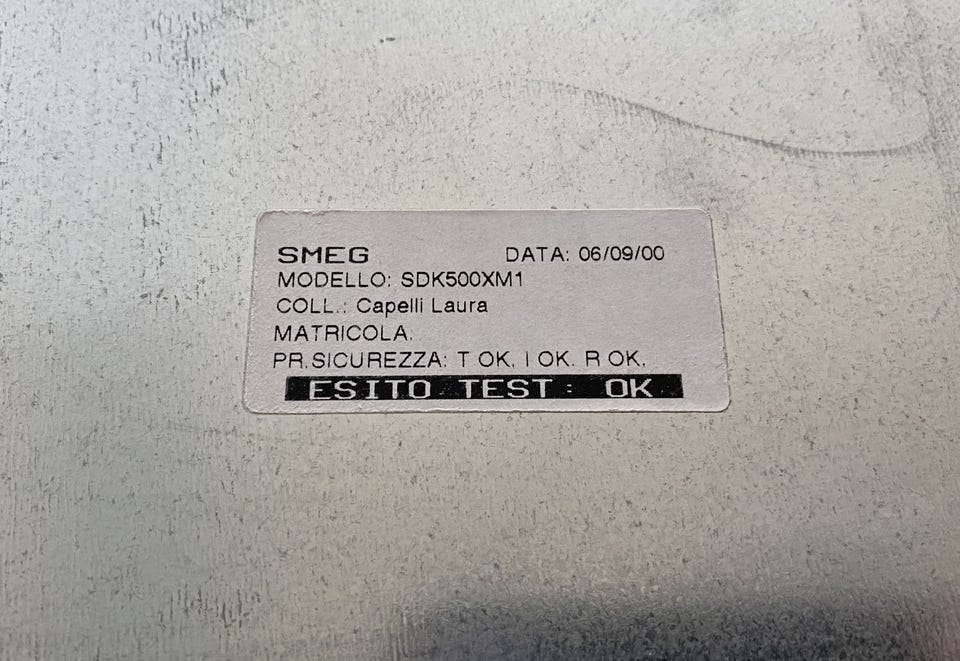 SMEG DATA: 06/09/00
MODELLO: SDK500XM1
COLL.: Capelli Laura
MATRICOLA:
PR.SICUREZZA: T OK, I OK. R OK,
ESITO TEST: OK